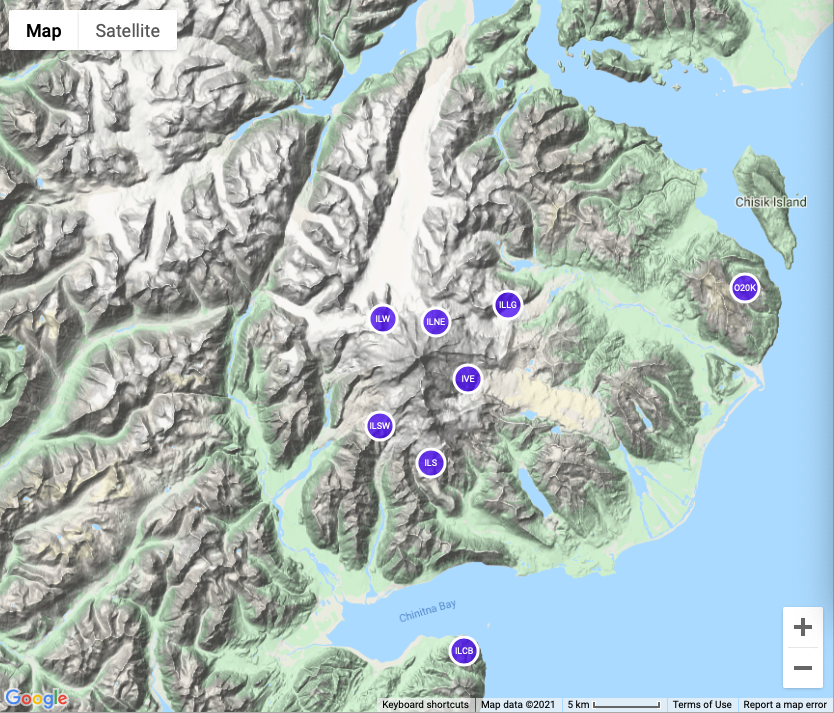 Map Satellite
Chisik Island
O20K
ILLG
ILW
ILNE
IVE
ILSW
ILS
Chinitna Bay
ILCB
+
−
Google
Keyboard shortcuts Map data ©2021 5 km Terms of Use Report a map error